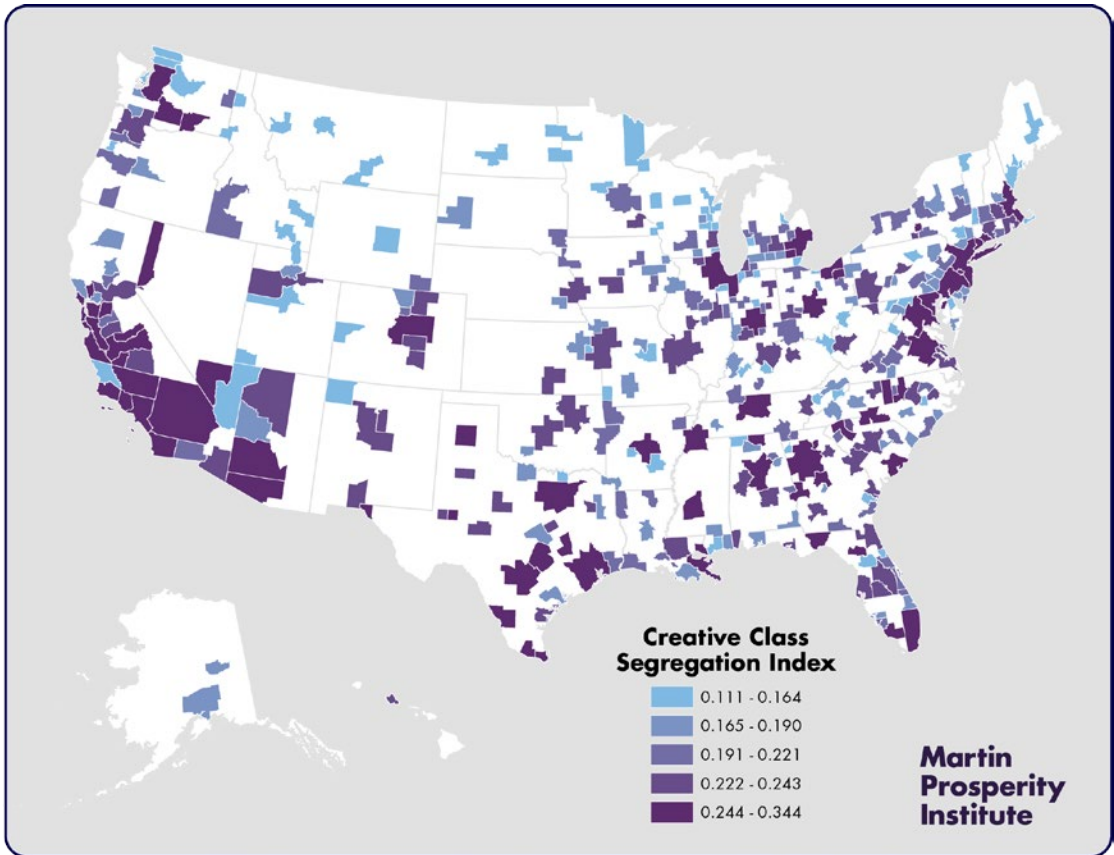 Creative Class
Segregation Index
0.111 - 0.164
0.165 - 0.190
0.191 - 0.221
0.222 - 0.243
0.244 - 0.344
Martin
Prosperity
Institute